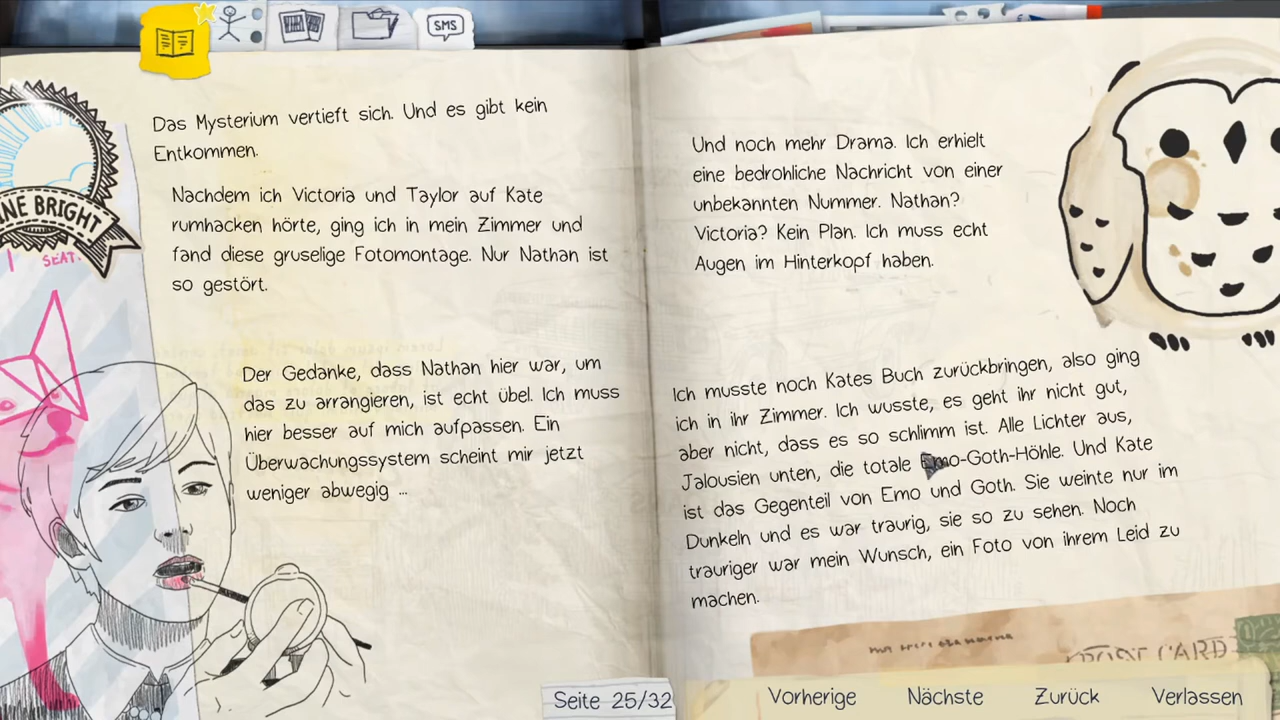 SMS
Das Mysterium vertieft sich. Und es gibt kein
Entkommen.
Nachdem ich Victoria und Taylor auf Kate
rumhacken hörte, ging ich in mein Zimmer und
fand diese gruselige Fotomontage. Nur Nathan ist
so gestört.
Der Gedanke, dass Nathan hier war, um
das zu arrangieren, ist echt übel. Ich muss
hier besser auf mich aufpassen. Ein
Überwachungssystem scheint mir jetzt
weniger abwegig ...
INE BRIGHT
SEAT.
Und noch mehr Drama. Ich erhielt
eine bedrohliche Nachricht von einer
unbekannten Nummer. Nathan?
Victoria? Kein Plan. Ich muss echt
Augen im Hinterkopf haben.
Ich musste noch Kates Buch zurückbringen, also ging
ich in ihr Zimmer. Ich wusste, es geht ihr nicht gut,
aber nicht, dass es so schlimm ist. Alle Lichter aus,
Jalousien unten, die totale Emo-Goth-Höhle. Und Kate
ist das Gegenteil von Emo und Goth. Sie weinte nur im
Dunkeln und es war traurig, sie so zu sehen. Noch
trauriger war mein Wunsch, ein Foto von ihrem Leid zu
machen.
POST CARD
Seite 25/32
Vorherige
Nächste
Zurück
Verlassen